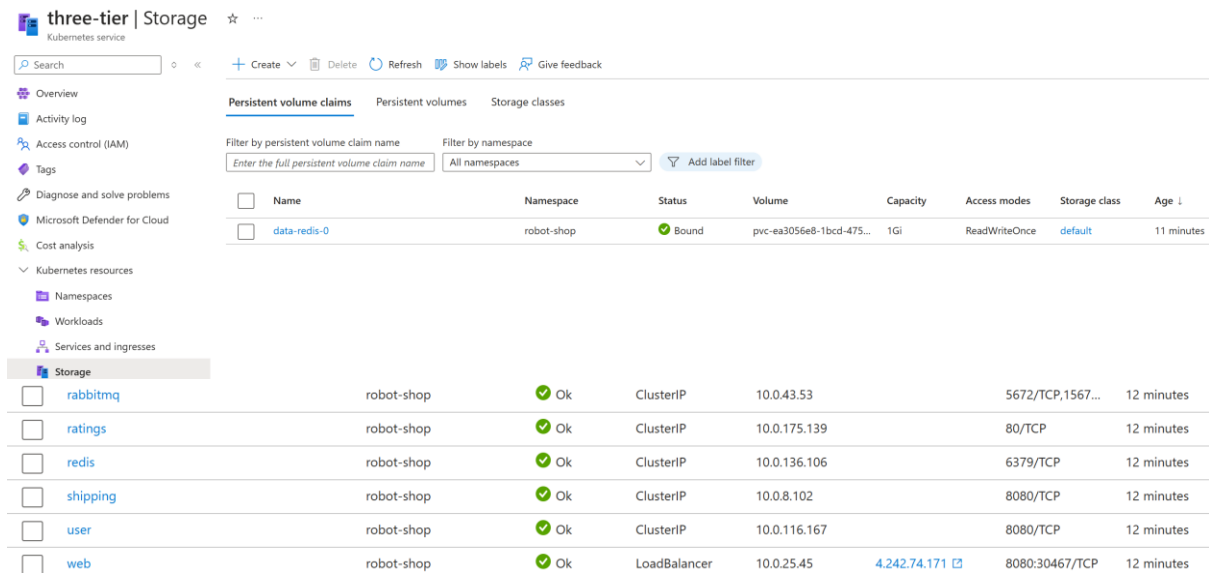 three-tier | Storage ☆ ...
Kubernetes service
Search
Create Delete Refresh Show labels Give feedback
Overview
Activity log
Access control (IAM)
Tags
Diagnose and solve problems
Microsoft Defender for Cloud
Cost analysis
Kubernetes resources
Namespaces
Workloads
Services and ingresses
Storage
Persistent volume claims Persistent volumes Storage classes
Filter by persistent volume claim name Filter by namespace
Enter the full persistent volume claim name All namespaces Add label filter
Name Namespace Status Volume Capacity Access modes Storage class Age ↓
data-redis-0 robot-shop Bound pvc-ea3056e8-1bcd-475... 1Gi ReadWriteOnce default 11 minutes
rabbitmq robot-shop Ok ClusterIP 10.0.43.53 5672/TCP,1567... 12 minutes
ratings robot-shop Ok ClusterIP 10.0.175.139 80/TCP 12 minutes
redis robot-shop Ok ClusterIP 10.0.136.106 6379/TCP 12 minutes
shipping robot-shop Ok ClusterIP 10.0.8.102 8080/TCP 12 minutes
user robot-shop Ok ClusterIP 10.0.116.167 8080/TCP 12 minutes
web robot-shop Ok LoadBalancer 10.0.25.45 4.242.74.171 8080:30467/TCP 12 minutes